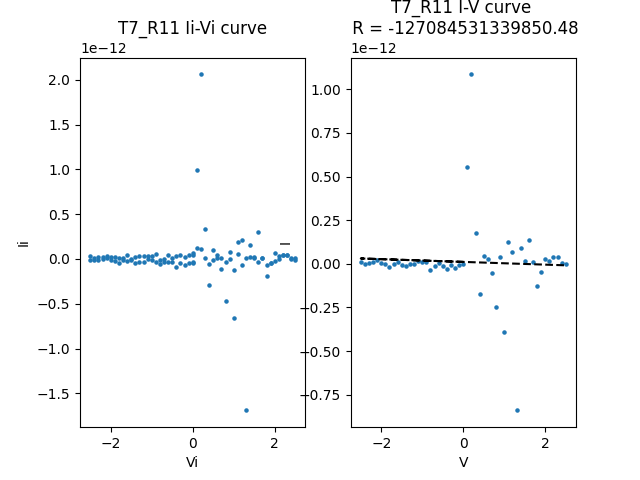 T7_R11 Ii-Vi curve
1e−12
2.0
1.5
1.0
0.5
0.0
−0.5
−1.0
−1.5
−2
0
2
Ii
Vi
T7_R11 I-V curve
R = -127084531339850.48
1e−12
1.00
0.75
0.50
0.25
0.00
−0.25
−0.50
−0.75
−2
0
2
I
V